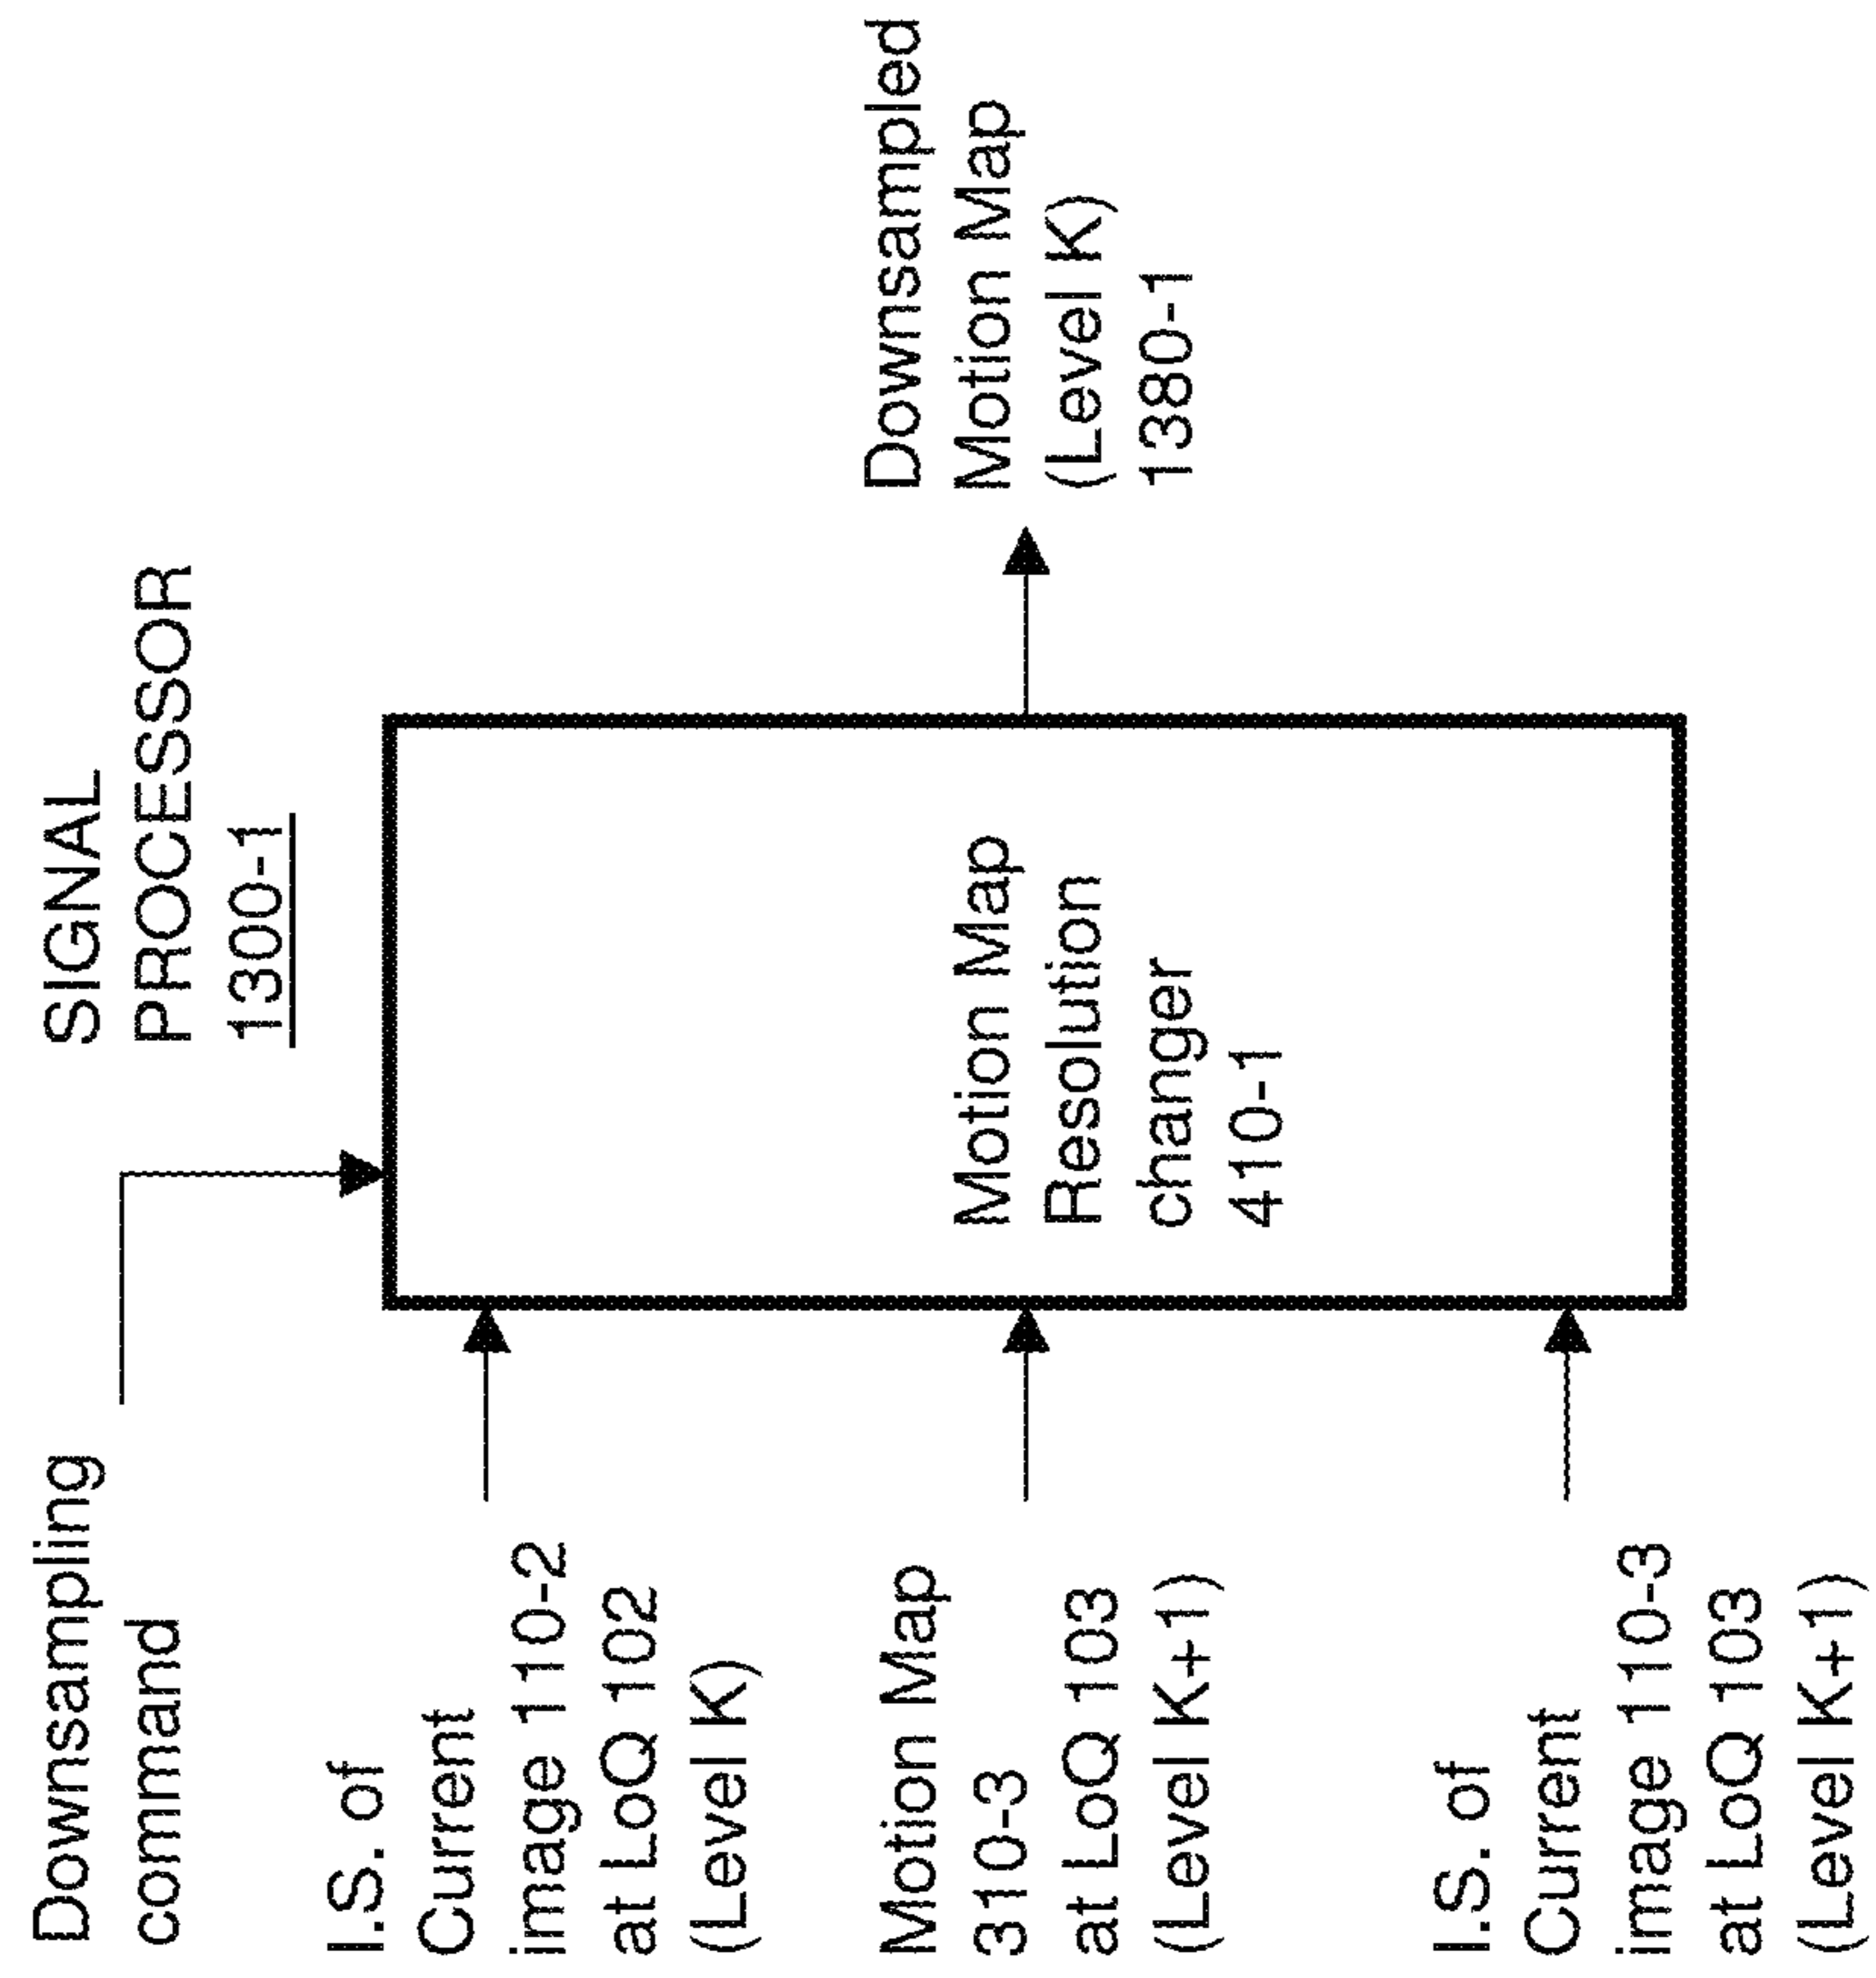 SIGNAL
PROCESSOR
1300-1
Downsampling
command
I.S. of
Current
image 110-2
at LoQ 102
(Level K)
Motion Map
310-3
at LoQ 103
(Level K+1)
I.S. of
Current
image 110-3
at LoQ 103
(Level K+1)
Motion Map
Resolution
changer
410-1
Downsampled
Motion Map
(Level K)
1380-1